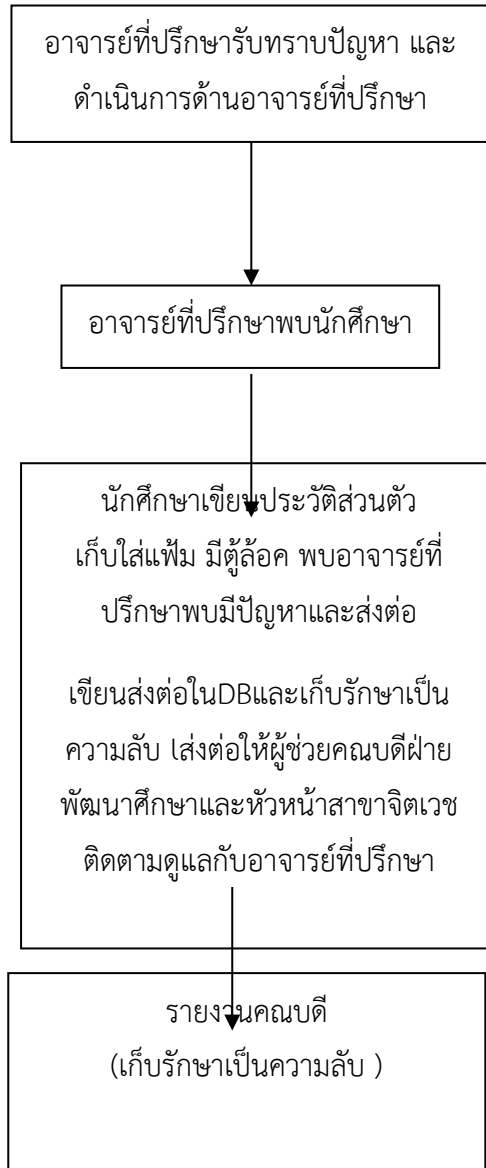 อาจารย์ที่ปรึกษารับทราบปัญหา และ
ดำเนินการด้านอาจารย์ที่ปรึกษา
อาจารย์ที่ปรึกษาพบนักศึกษา
นักศึกษาเขียนประวัติส่วนตัว
เก็บใส่แฟ้ม มีตู้ล้อค พบอาจารย์ที่
ปรึกษาพบมีปัญหาและส่งต่อ
เขียนส่งต่อในDBและเก็บรักษาเป็น
ความลับ เส่งต่อให้ผู้ช่วยคณบดีฝ่าย
พัฒนาศึกษาและหัวหน้าสาขาจิตเวช
ติดตามดูแลกับอาจารย์ที่ปรึกษา
รายงานคณบดี
(เก็บรักษาเป็นความลับ )